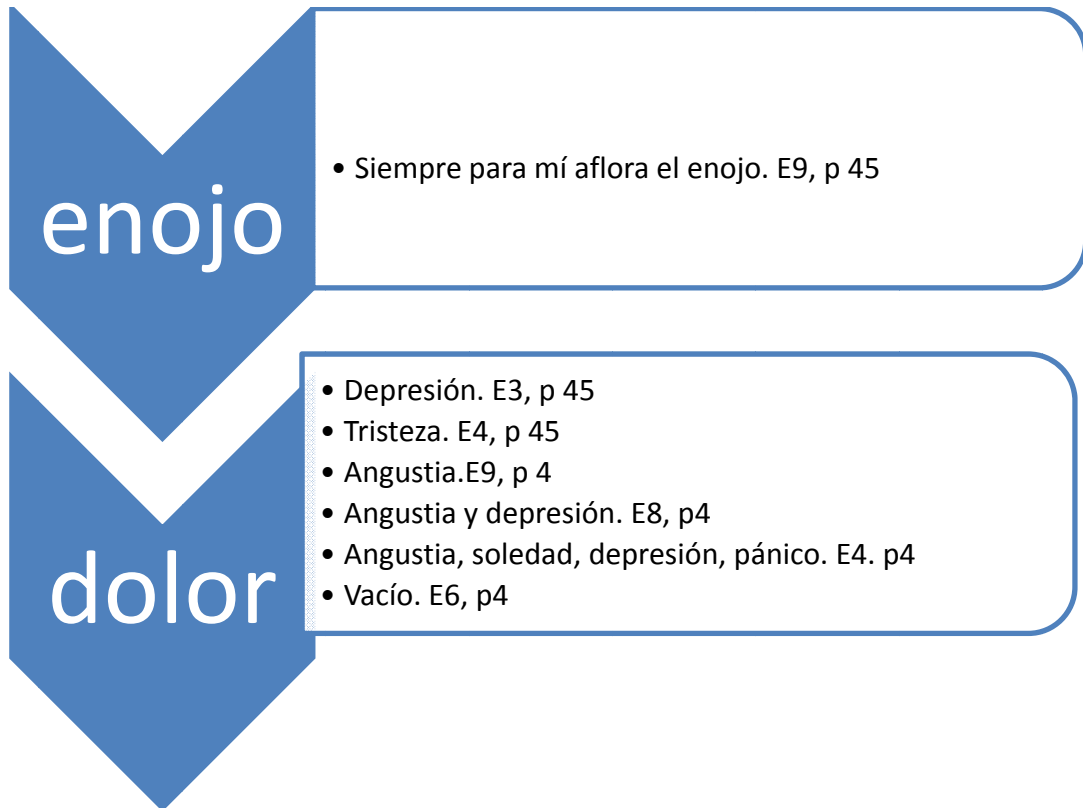 enojo
• Siempre para mí aflora el enojo. E9, p 45
dolor
• Depresión. E3, p 45
• Tristeza. E4, p 45
• Angustia.E9, p 4
• Angustia y depresión. E8, p4
• Angustia, soledad, depresión, pánico. E4. p4
• Vacío. E6, p4